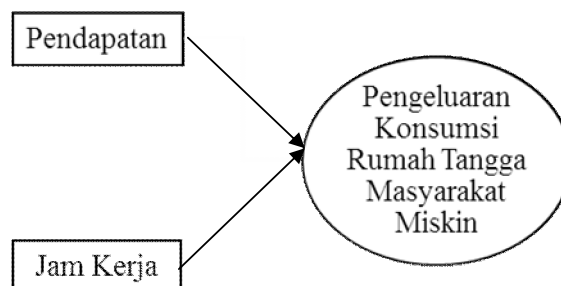 Pendapatan
Pengeluaran
Konsumsi
Rumah Tangga
Masyarakat
Miskin
Jam Kerja